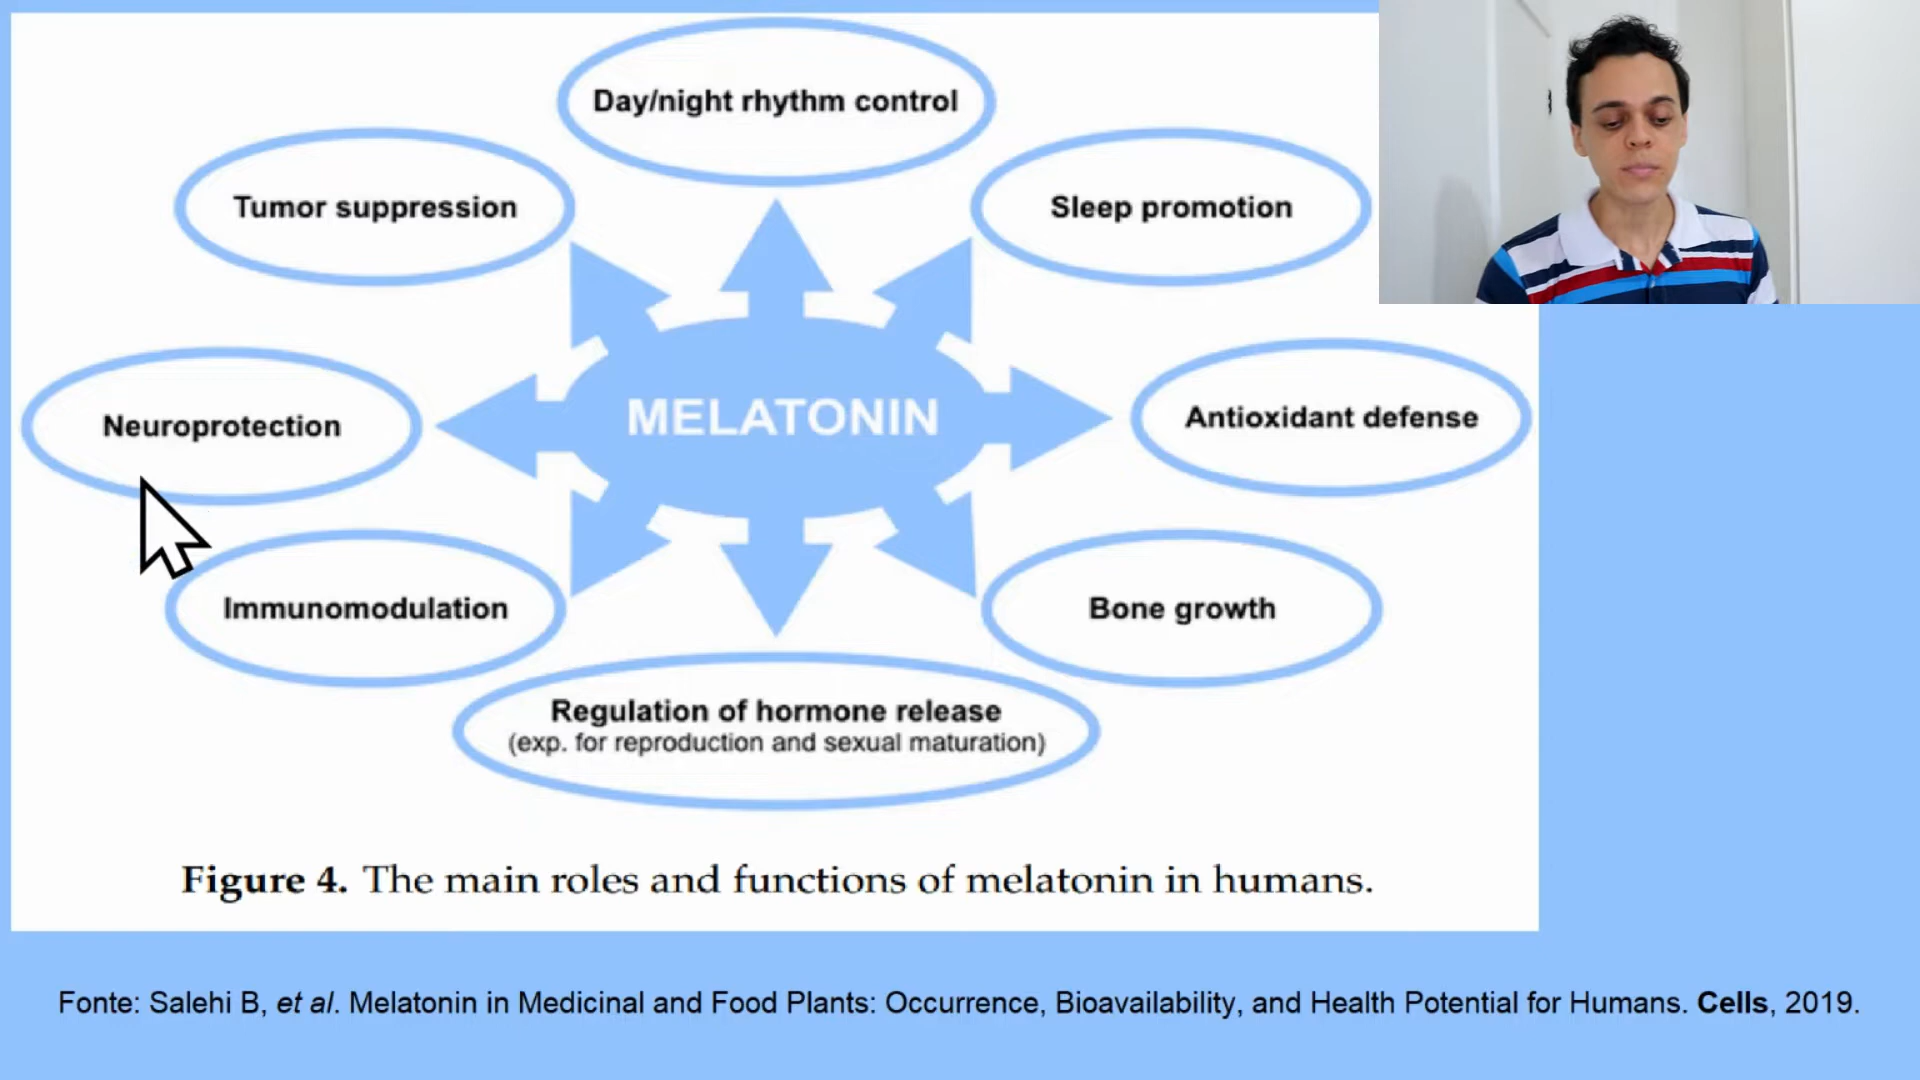 Day/night rhythm control
Tumor suppression
Sleep promotion
Neuroprotection
MELATONIN
Antioxidant defense
Immunomodulation
Bone growth
Regulation of hormone release
(exp. for reproduction and sexual maturation)
Figure 4. The main roles and functions of melatonin in humans.
Fonte: Salehi B, et al. Melatonin in Medicinal and Food Plants: Occurrence, Bioavailability, and Health Potential for Humans. Cells, 2019.